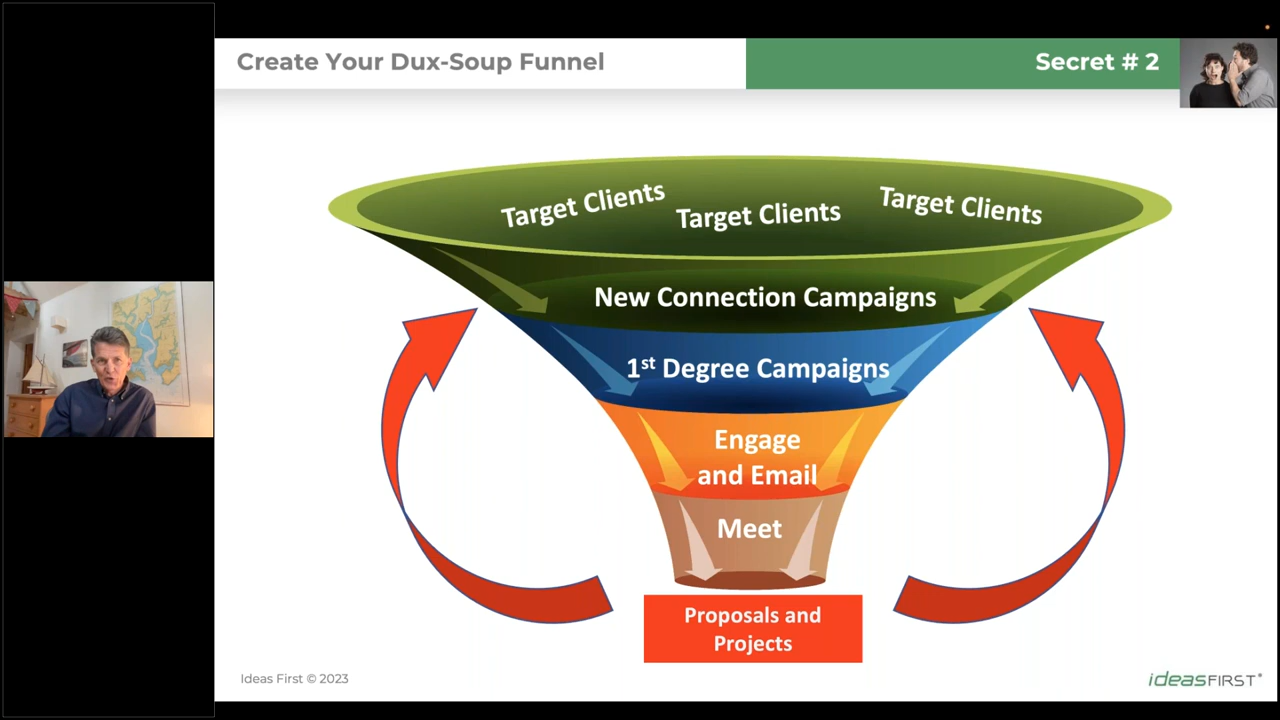 Create Your Dux-Soup Funnel
Secret # 2
Target Clients
Target Clients
Target Clients
New Connection Campaigns
1st Degree Campaigns
Engage
and Email
Meet
Proposals and
Projects
Ideas First © 2023
ideasFIRST®